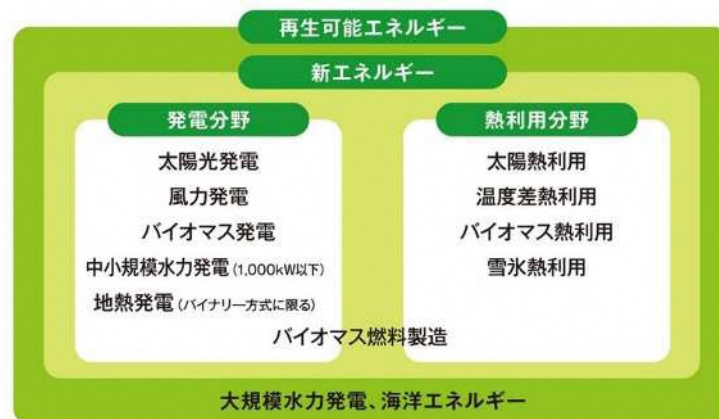 再生可能エネルギー
新エネルギー
発電分野
太陽光発電
風力発電
バイオマス発電
中小規模水力発電(1,000kW以下)
地熱発電(バイナリー方式に限る)
熱利用分野
太陽熱利用
温度差熱利用
バイオマス熱利用
雪氷熱利用
バイオマス燃料製造
大規模水力発電、海洋エネルギー